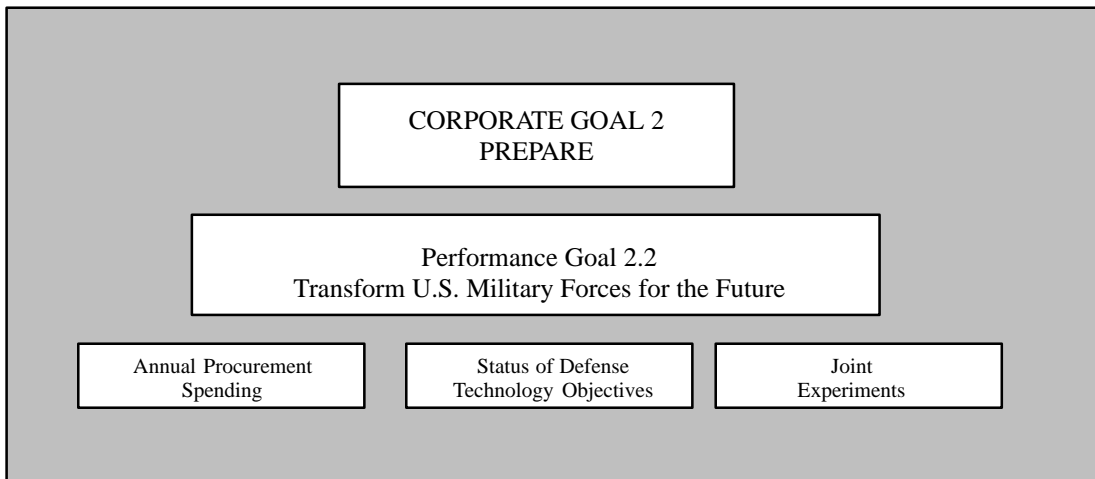 CORPORATE GOAL 2
PREPARE
Performance Goal 2.2
Transform U.S. Military Forces for the Future
Annual Procurement
Spending
Status of Defense
Technology Objectives
Joint
Experiments